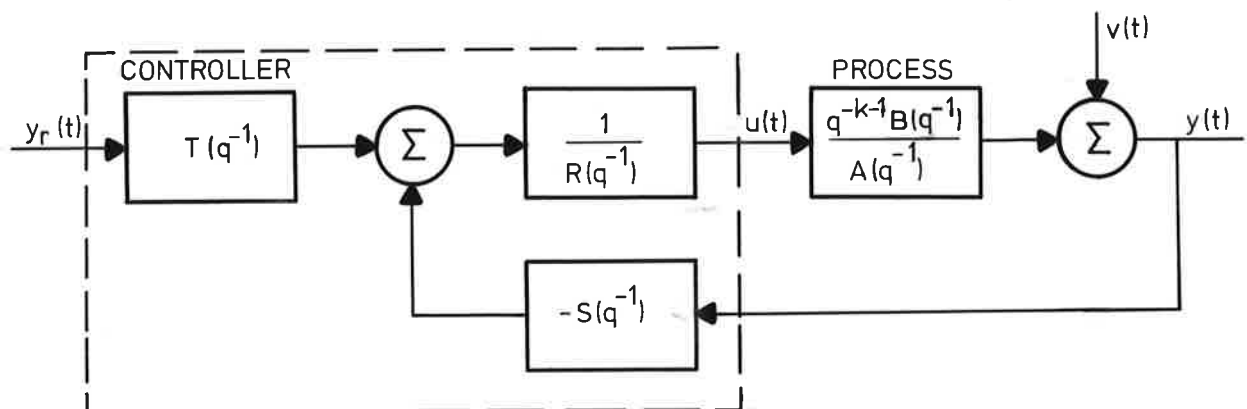 v(t)
CONTROLLER
PROCESS
y_r(t)
T(q^{-1})
Σ
1
R(q^{-1})
u(t)
q^{-k-1}B(q^{-1})
A(q^{-1})
Σ
y(t)
-S(q^{-1})